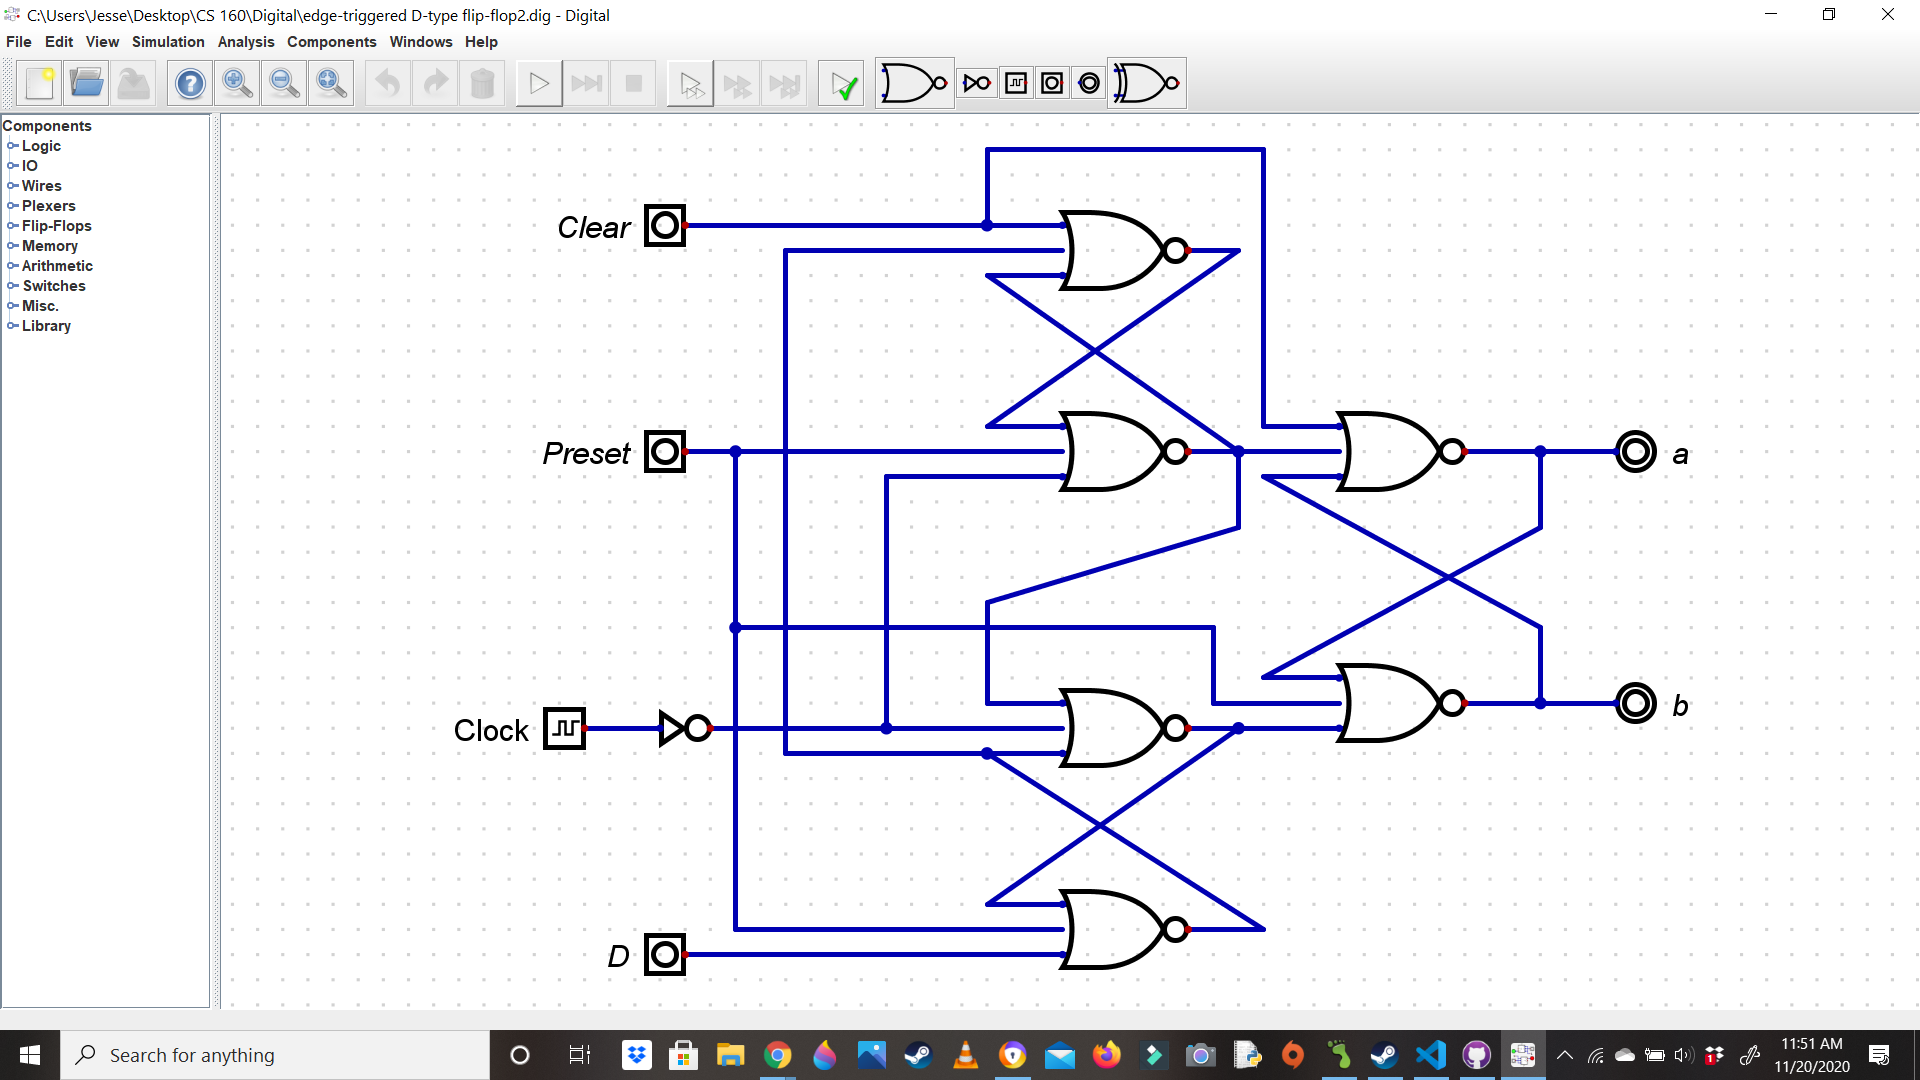 C:\Users\Jesse\Desktop\CS 160\Digital\edge-triggered D-type flip-flop2.dig - Digital
File Edit View Simulation Analysis Components Windows Help
Components
Logic
IO
Wires
Plexers
Flip-Flops
Memory
Arithmetic
Switches
Misc.
Library
Clear
Preset
a
Clock
b
D
Search for anything
1
11:51 AM
11/20/2020